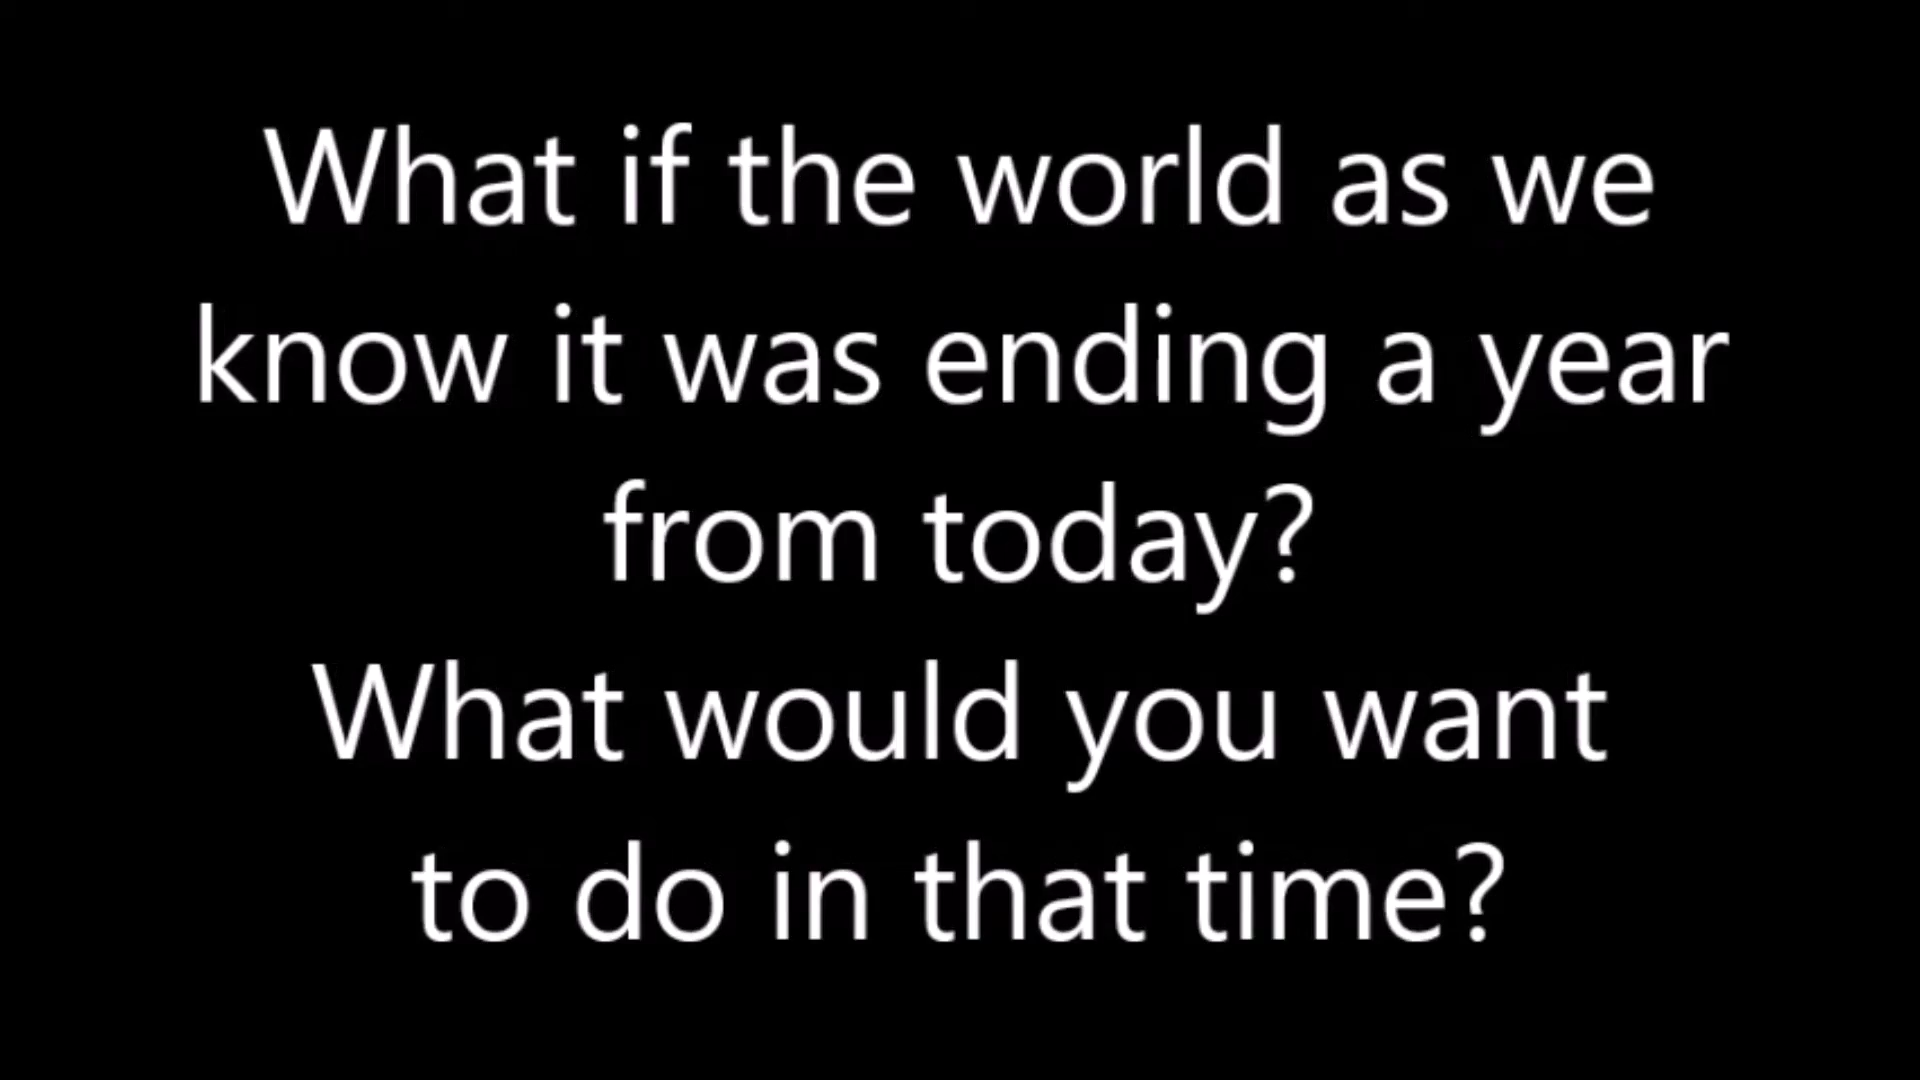 What if the world as we
know it was ending a year
from today?
What would you want
to do in that time?